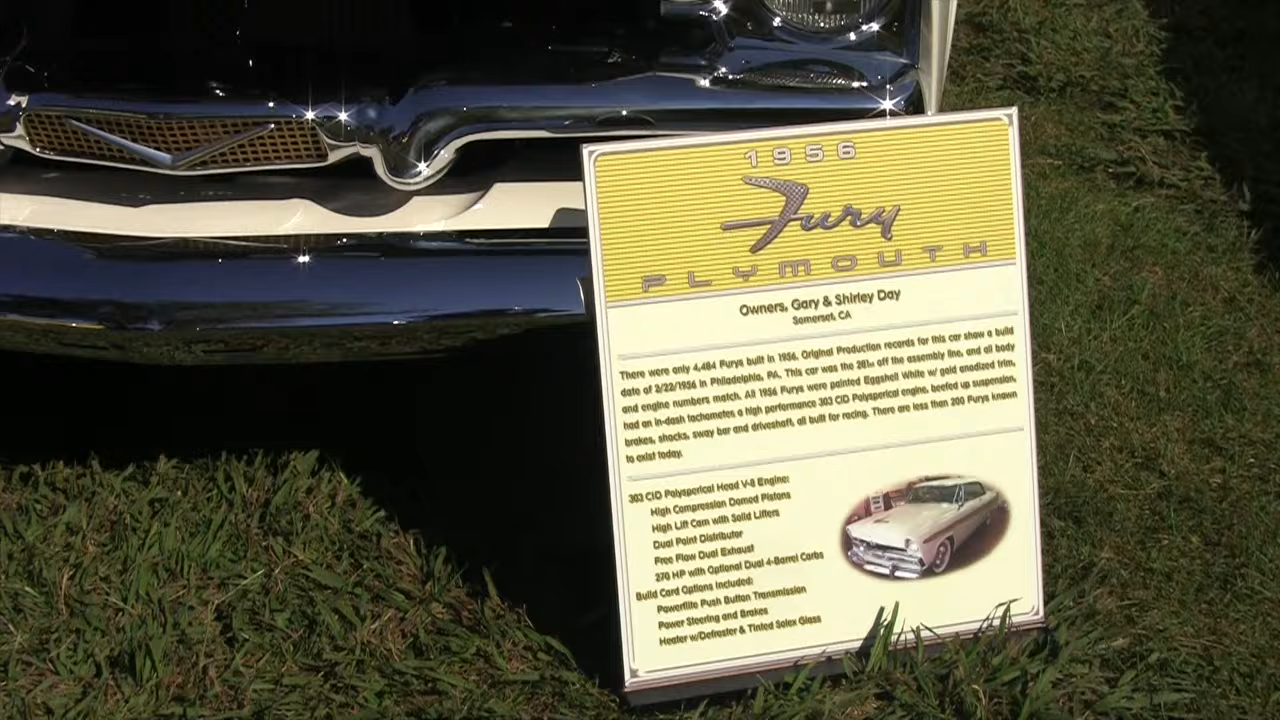 1956
Fury
PLYMOUTH
Owners, Gary & Shirley Day
Somerset, CA
There were only 4,484 Furys built in 1956. Original Production records for this car show a build
date of 2/22/1956 in Philadelphia, PA. This car was the 281st off the assembly line, and all body
and engine numbers match. All 1956 Furys were painted Eggshell White w/ gold anodized trim,
had an in-dash tachometer, a high performance 303 CID Polysperical engine, beefed up suspension,
brakes, shocks, sway bar and driveshaft, all built for racing. There are less than 200 Furys known
to exist today.
303 CID Polysperical Head V-8 Engine:
High Compression Domed Pistons
High Lift Cam with Solid Lifters
Dual Point Distributor
Free Flow Dual Exhaust
270 HP with Optional Dual 4-Barrel Carbs
Build Card Options Included:
Powerflite Push Button Transmission
Power Steering and Brakes
Heater w/Defroster & Tinted Solex Glass